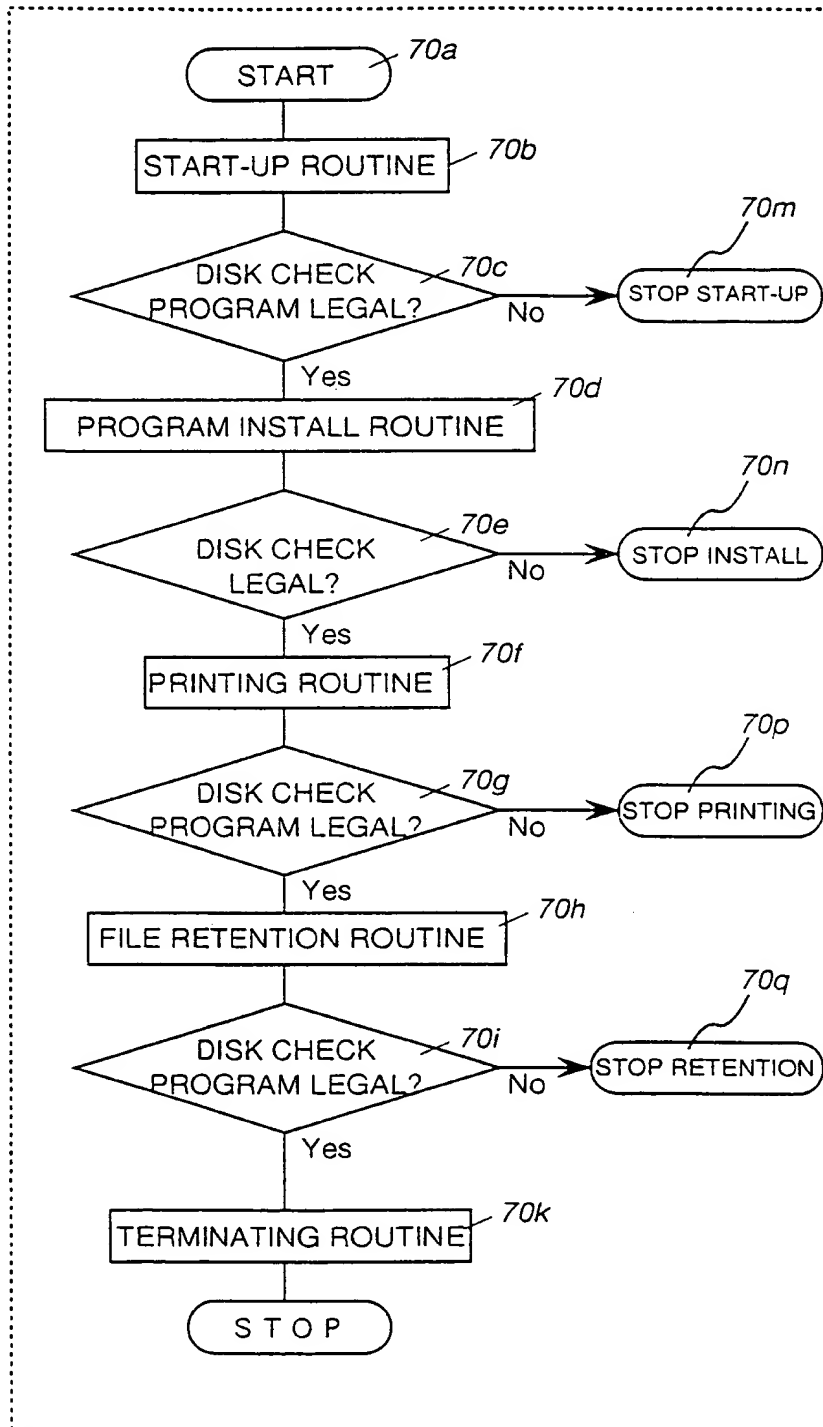 START
70a
START-UP ROUTINE
70b
DISK CHECK
PROGRAM LEGAL?
70c
No
70m
STOP START-UP
Yes
70d
PROGRAM INSTALL ROUTINE
DISK CHECK
LEGAL?
70e
No
70n
STOP INSTALL
Yes
70f
PRINTING ROUTINE
DISK CHECK
PROGRAM LEGAL?
70g
No
70p
STOP PRINTING
Yes
70h
FILE RETENTION ROUTINE
DISK CHECK
PROGRAM LEGAL?
70i
No
70q
STOP RETENTION
Yes
TERMINATING ROUTINE
70k
S T O P